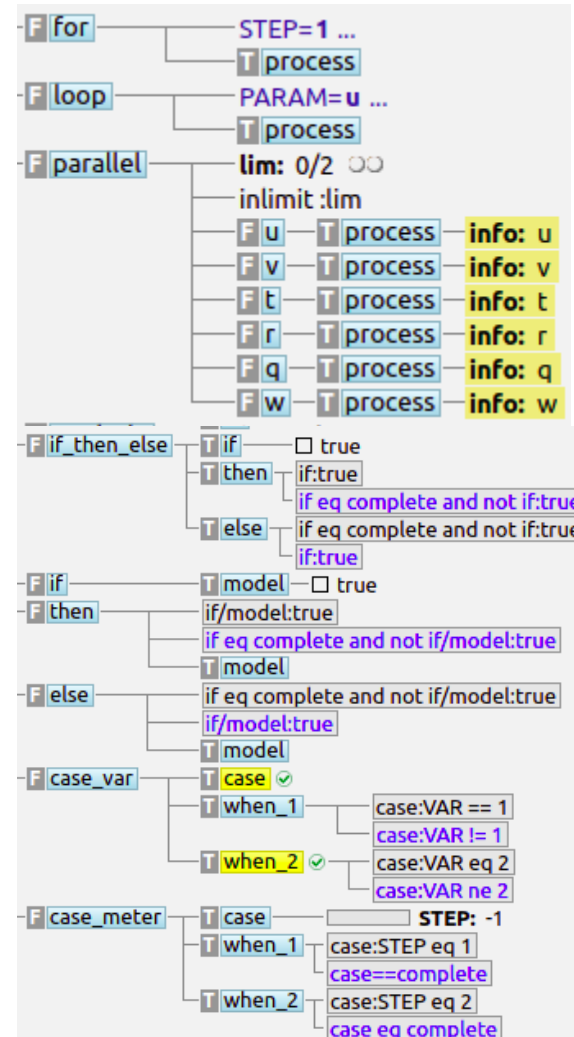 F for STEP=1 ...
T process
F loop PARAM=u ...
T process
F parallel lim: 0/2
inlimit :lim
F u T process info: u
F v T process info: v
F t T process info: t
F r T process info: r
F q T process info: q
F w T process info: w
F if_then_else T if true
T then if:true
if eq complete and not if:true
T else if eq complete and not if:true
if:true
F if T model true
F then if/model:true
if eq complete and not if/model:true
T model
F else if eq complete and not if/model:true
if/model:true
T model
F case_var T case
T when_1 case:VAR == 1
case:VAR != 1
T when_2 case:VAR eq 2
case:VAR ne 2
F case_meter T case STEP: -1
T when_1 case:STEP eq 1
case==complete
T when_2 case:STEP eq 2
case eq complete